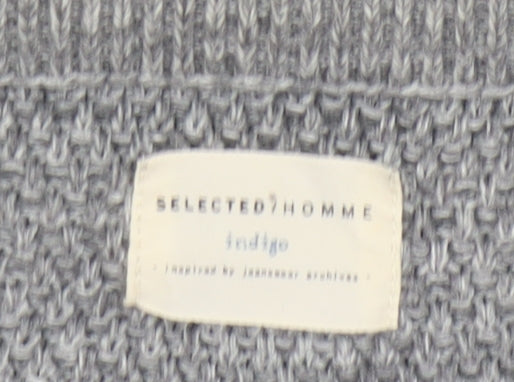 SELECTED/HOMME
indigo
· inspired by jeanswear archives ·